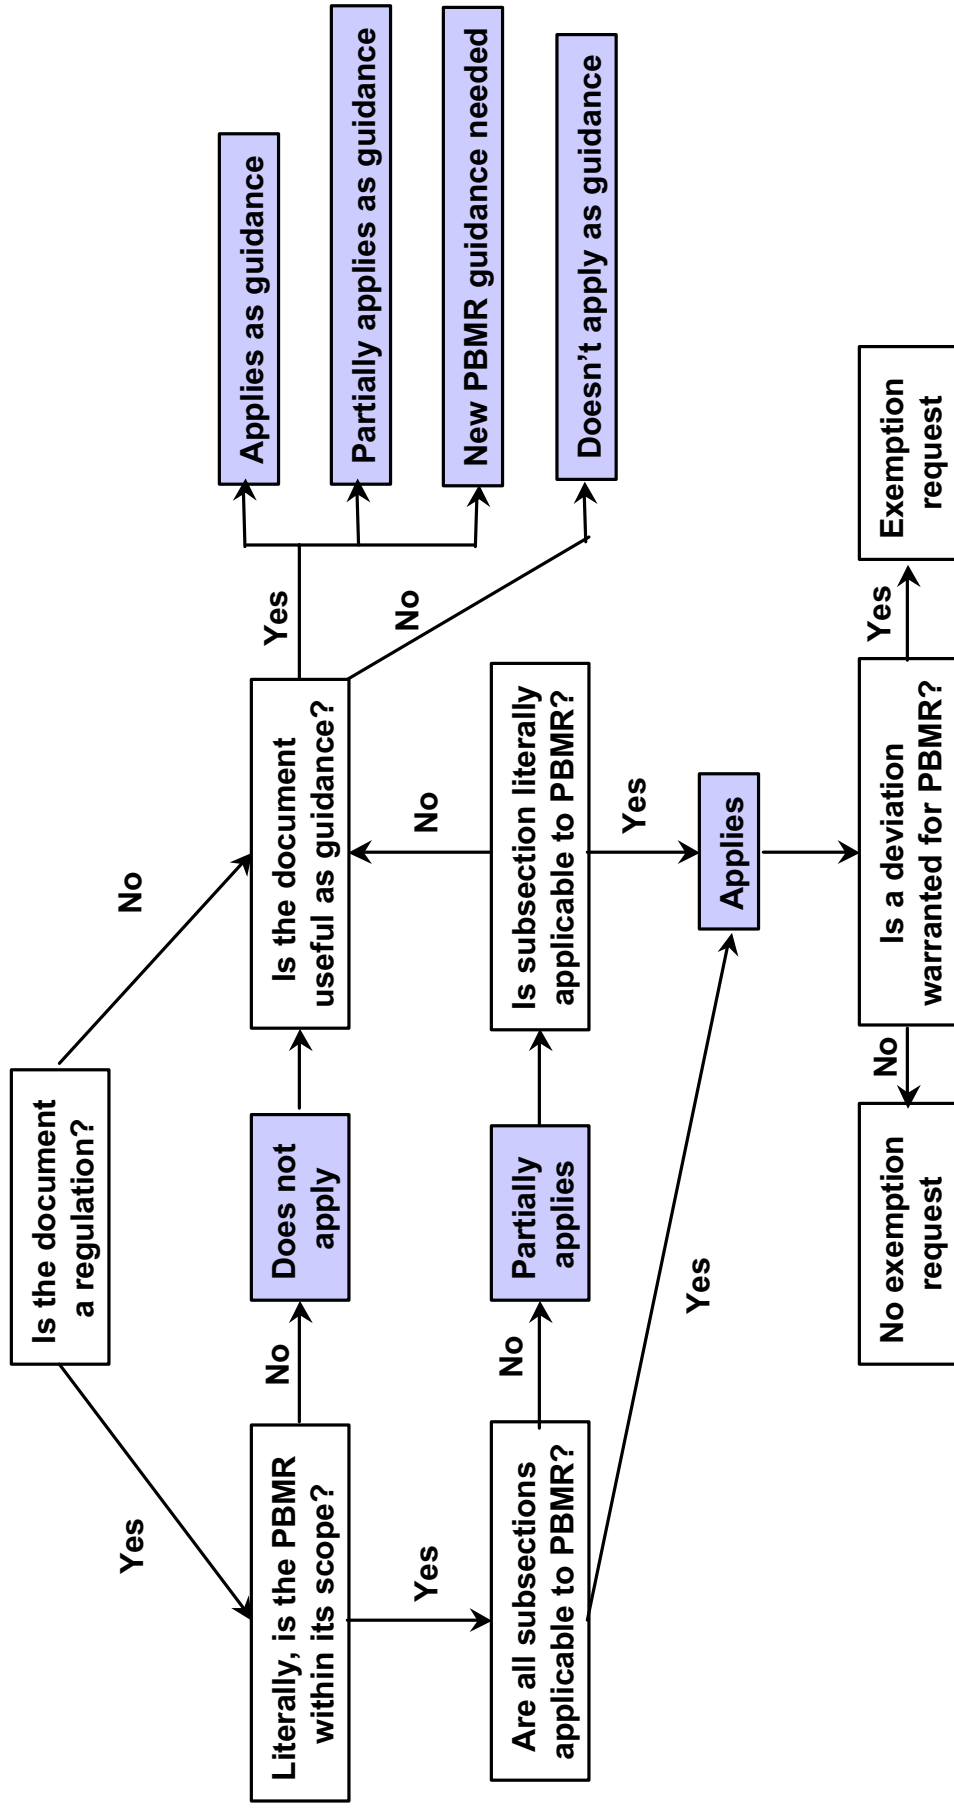 Is the document
a regulation?
Yes
No
Literally, is the PBMR
within its scope?
No
Does not
apply
Is the document
useful as guidance?
Yes
No
Applies as guidance
Partially applies as guidance
New PBMR guidance needed
Doesn't apply as guidance
Yes
No
Are all subsections
applicable to PBMR?
No
Partially
applies
Is subsection literally
applicable to PBMR?
Yes
Yes
Applies
No exemption
request
No
Is a deviation
warranted for PBMR?
Yes
Exemption
request